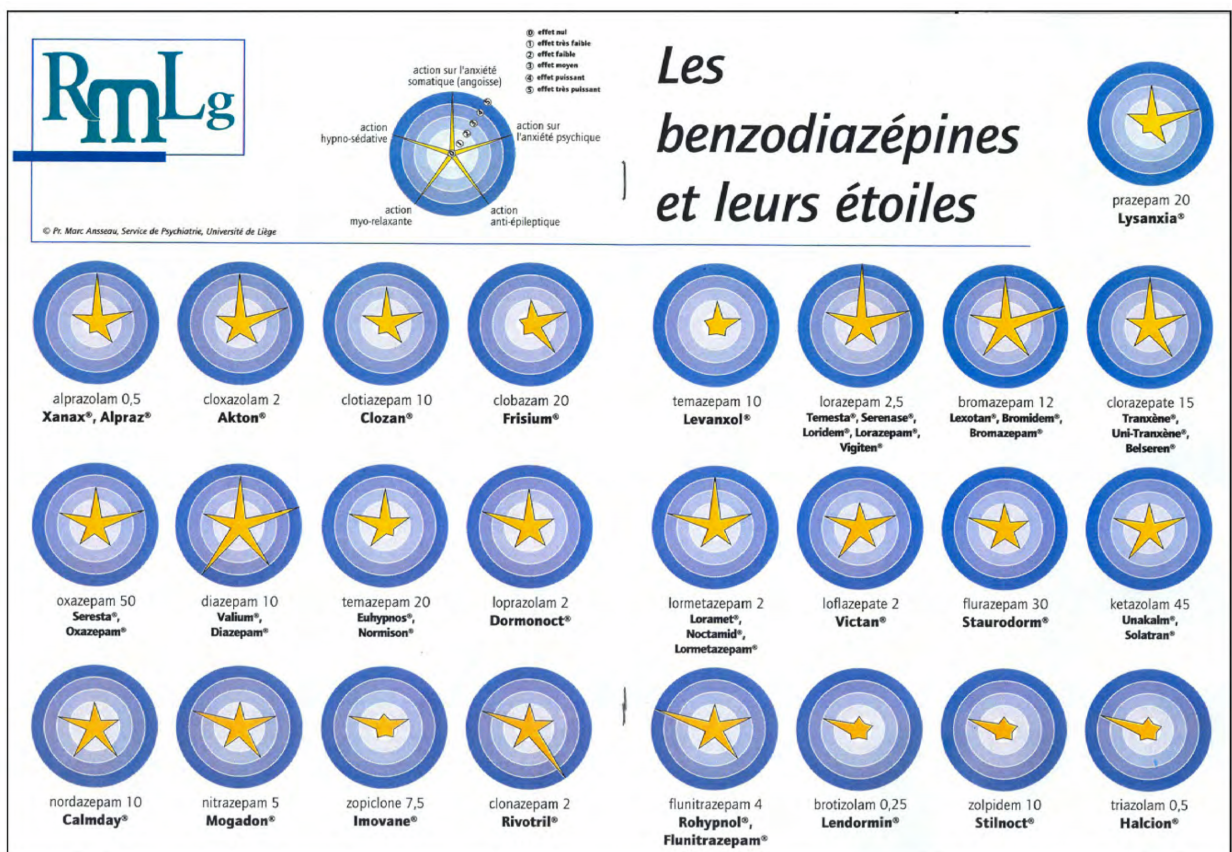 RmLg
© Pr. Marc Ansseau, Service de Psychiatrie, Université de Liège
action sur l'anxiété
somatique (angoisse)
action
hypno-sédative
action sur
l'anxiété psychique
action
myo-relaxante
action
anti-épileptique
⓪ effet nul
① effet très faible
② effet faible
③ effet moyen
④ effet puissant
⑤ effet très puissant
Les
benzodiazépines
et leurs étoiles
prazepam 20
Lysanxia®
alprazolam 0,5
Xanax®, Alpraz®
cloxazolam 2
Akton®
clotiazepam 10
Clozan®
clobazam 20
Frisium®
temazepam 10
Levanxol®
lorazepam 2,5
Temesta®, Serenase®,
Loridem®, Lorazepam®,
Vigiten®
bromazepam 12
Lexotan®, Bromidem®,
Bromazepam®
clorazepate 15
Tranxène®,
Uni-Tranxène®,
Belseren®
oxazepam 50
Seresta®,
Oxazepam®
diazepam 10
Valium®,
Diazepam®
temazepam 20
Euhypnos®,
Normison®
loprazolam 2
Dormonoct®
lormetazepam 2
Loramet®,
Noctamid®,
Lormetazepam®
loflazepate 2
Victan®
flurazepam 30
Staurodorm®
ketazolam 45
Unakalm®,
Solatran®
nordazepam 10
Calmday®
nitrazepam 5
Mogadon®
zopiclone 7,5
Imovane®
clonazepam 2
Rivotril®
flunitrazepam 4
Rohypnol®,
Flunitrazepam®
brotizolam 0,25
Lendormin®
zolpidem 10
Stilnoct®
triazolam 0,5
Halcion®